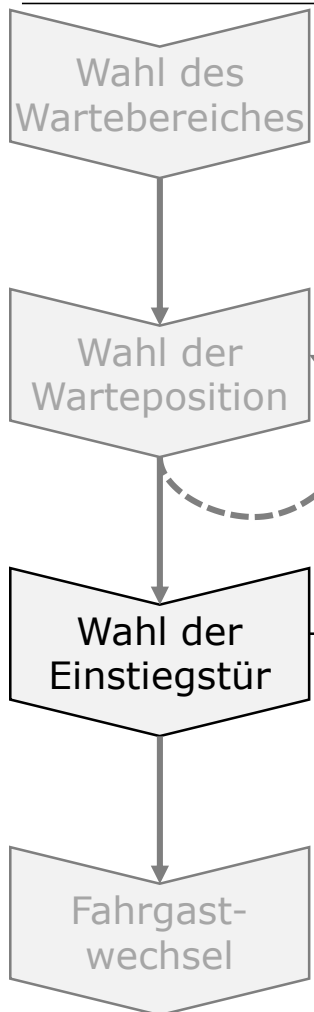 Wahl des
Wartebereiches
Wahl der
Warteposition
Wahl der
Einstiegstür
Fahrgast-
wechsel